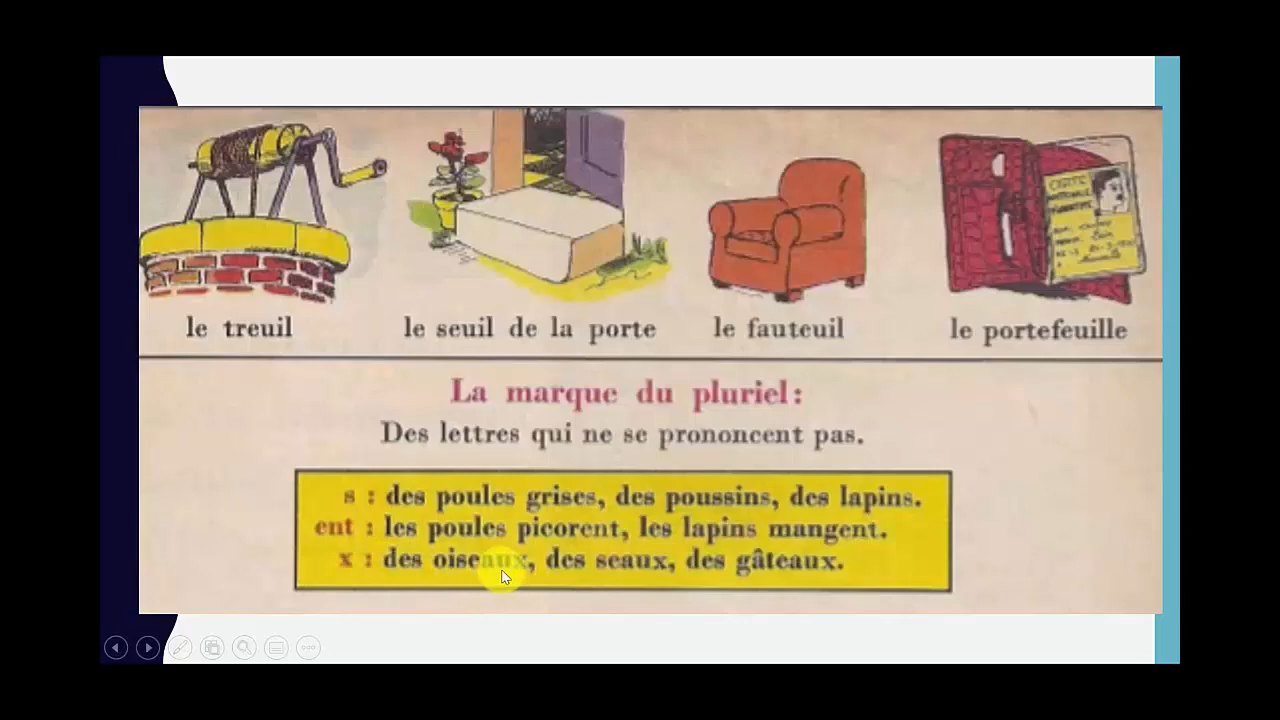 le treuil
le seuil de la porte
le fauteuil
le portefeuille
La marque du pluriel:
Des lettres qui ne se prononcent pas.
s : des poules grises, des poussins, des lapins.
ent : les poules picorent, les lapins mangent.
x : des oiseaux, des seaux, des gâteaux.